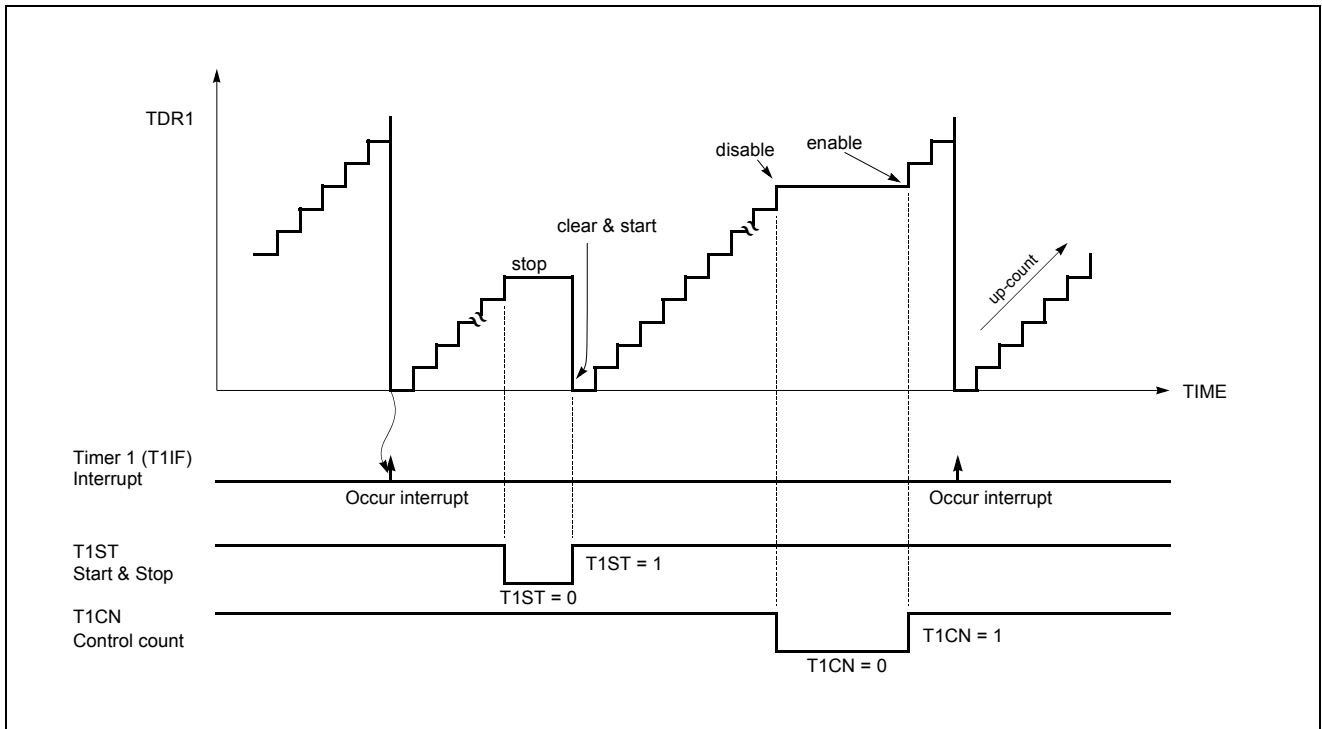 TDR1
disable
enable
clear & start
stop
up-count
TIME
Timer 1 (T1IF)
Interrupt
Occur interrupt
Occur interrupt
T1ST
Start & Stop
T1ST = 1
T1ST = 0
T1CN
Control count
T1CN = 1
T1CN = 0